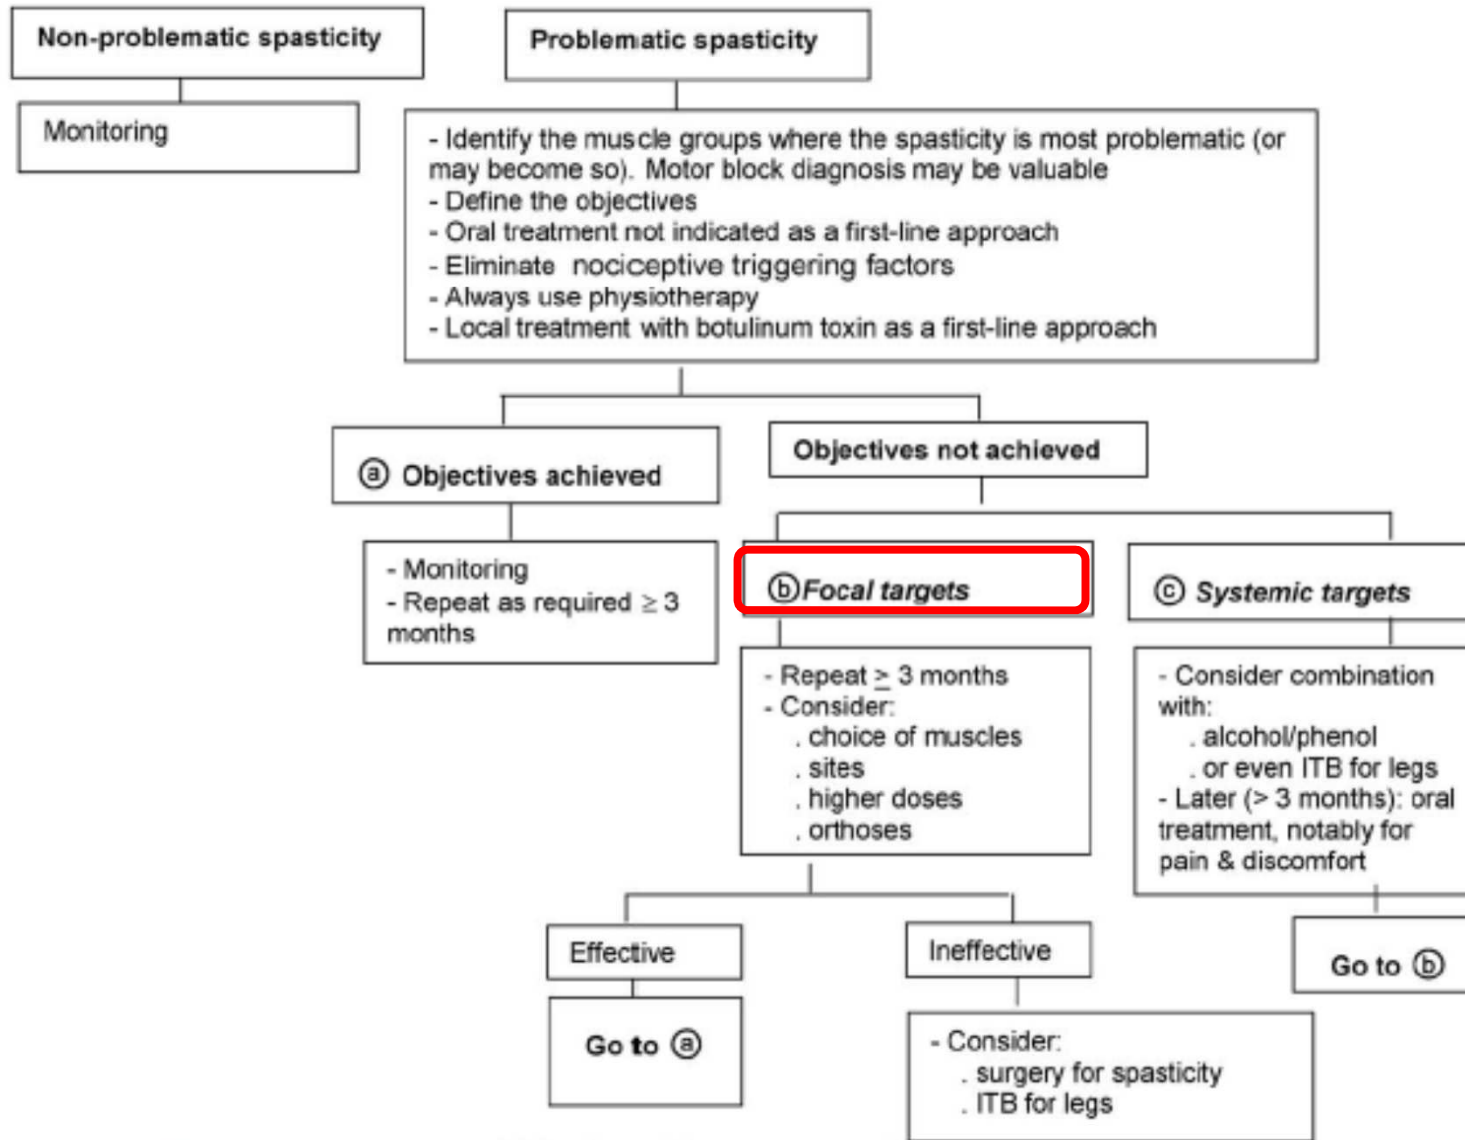 Non-problematic spasticity
Monitoring
Problematic spasticity
- Identify the muscle groups where the spasticity is most problematic (or
may become so). Motor block diagnosis may be valuable
- Define the objectives
- Oral treatment not indicated as a first-line approach
- Eliminate nociceptive triggering factors
- Always use physiotherapy
- Local treatment with botulinum toxin as a first-line approach
ⓐ Objectives achieved
- Monitoring
- Repeat as required ≥ 3
months
Objectives not achieved
ⓑ Focal targets
- Repeat ≥ 3 months
- Consider:
. choice of muscles
. sites
. higher doses
. orthoses
Effective
Go to ⓐ
Ineffective
- Consider:
. surgery for spasticity
. ITB for legs
ⓒ Systemic targets
- Consider combination
with:
. alcohol/phenol
. or even ITB for legs
- Later (> 3 months): oral
treatment, notably for
pain & discomfort
Go to ⓑ